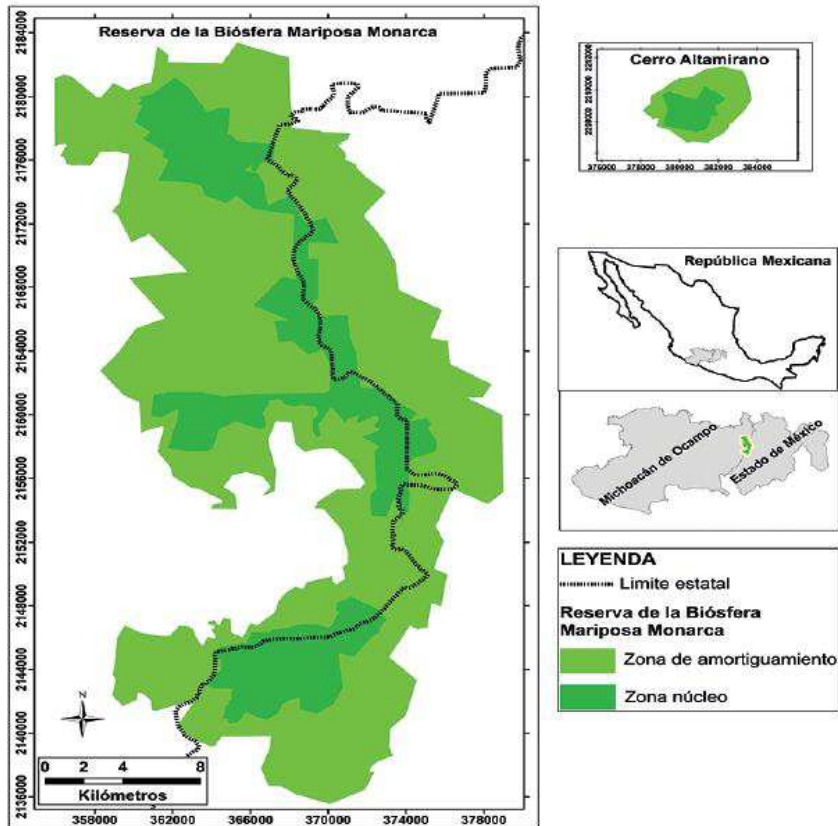 Reserva de la Biósfera Mariposa Monarca
2184000
2180000
2176000
2172000
2168000
2164000
2160000
2156000
2152000
2148000
2144000
2140000
2136000
358000 362000 366000 370000 374000 378000
N
0 2 4 8
Kilómetros
Cerro Altamirano
376000 378000 380000 382000 384000
República Mexicana
Michoacán de Ocampo
Estado de México
LEYENDA
Limite estatal
Reserva de la Biósfera
Mariposa Monarca
Zona de amortiguamiento
Zona núcleo